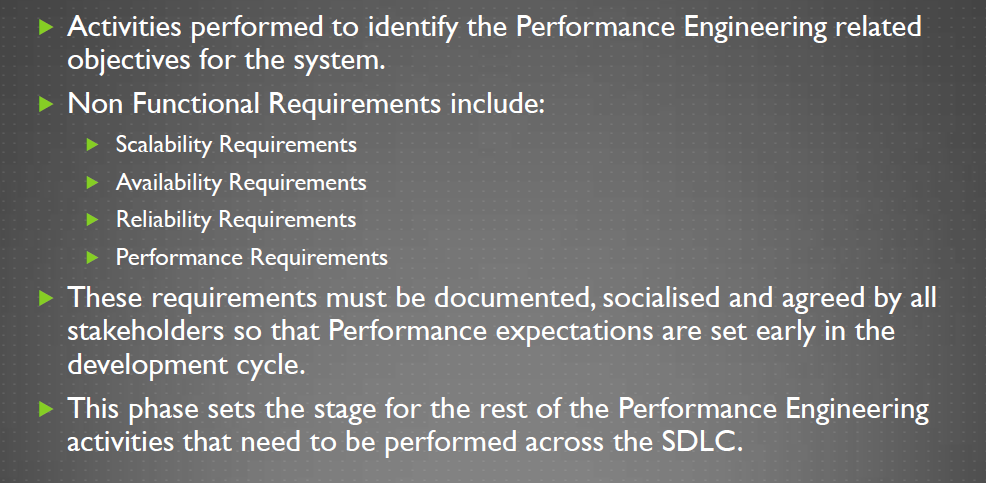 Activities performed to identify the Performance Engineering related
objectives for the system.
Non Functional Requirements include:
Scalability Requirements
Availability Requirements
Reliability Requirements
Performance Requirements
These requirements must be documented, socialised and agreed by all
stakeholders so that Performance expectations are set early in the
development cycle.
This phase sets the stage for the rest of the Performance Engineering
activities that need to be performed across the SDLC.